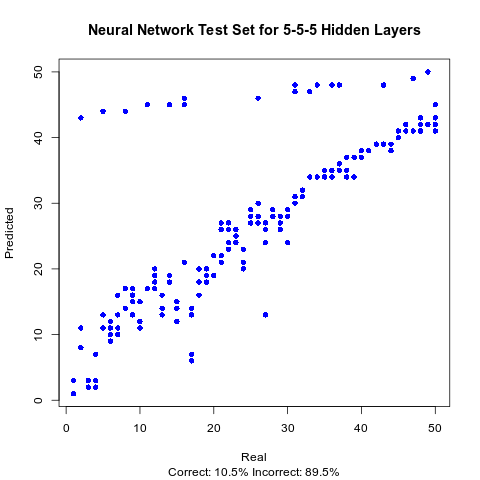 Neural Network Test Set for 5-5-5 Hidden Layers
50
40
30
20
10
0
Predicted
0 10 20 30 40 50
Real
Correct: 10.5% Incorrect: 89.5%